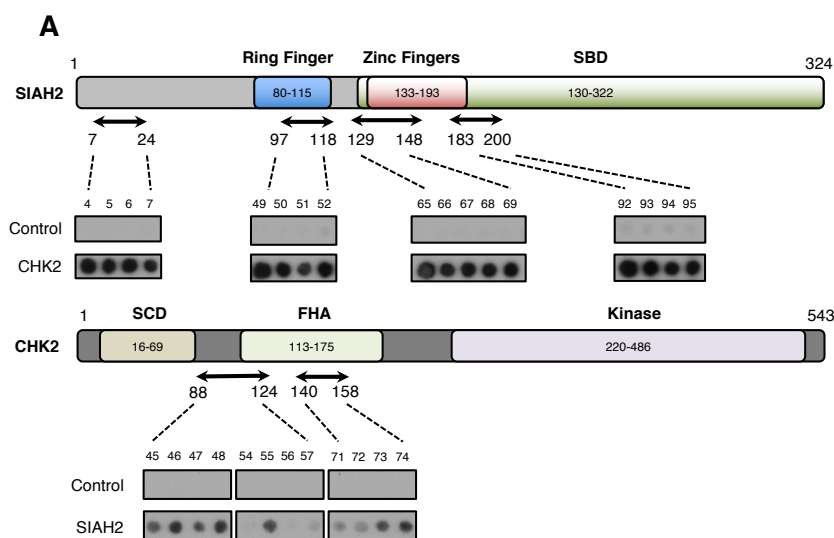 A
Ring Finger Zinc Fingers SBD
1 324
SIAH2 80-115 133-193 130-322
7 24 97 118 129 148 183 200
4 5 6 7 49 50 51 52 65 66 67 68 69 92 93 94 95
Control
CHK2
1 SCD FHA Kinase 543
CHK2 16-69 113-175 220-486
88 124 140 158
45 46 47 48 54 55 56 57 71 72 73 74
Control
SIAH2